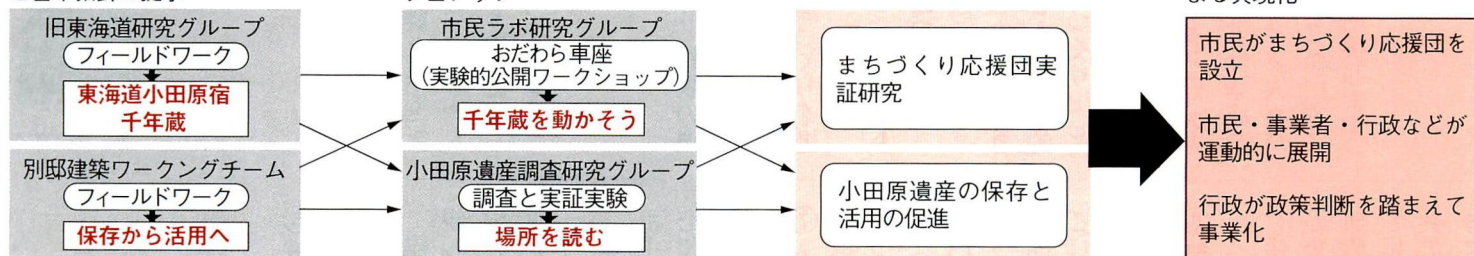 旧東海道研究グループ
フィールドワーク
東海道小田原宿
千年蔵
別邸建築ワーキングチーム
フィールドワーク
保存から活用へ
市民ラボ研究グループ
おだわら車座
(実験的公開ワークショップ)
千年蔵を動かそう
小田原遺産調査研究グループ
調査と実証実験
場所を読む
まちづくり応援団実
証研究
小田原遺産の保存と
活用の促進
市民がまちづくり応援団を
設立
市民・事業者・行政などが
運動的に展開
行政が政策判断を踏まえて
事業化